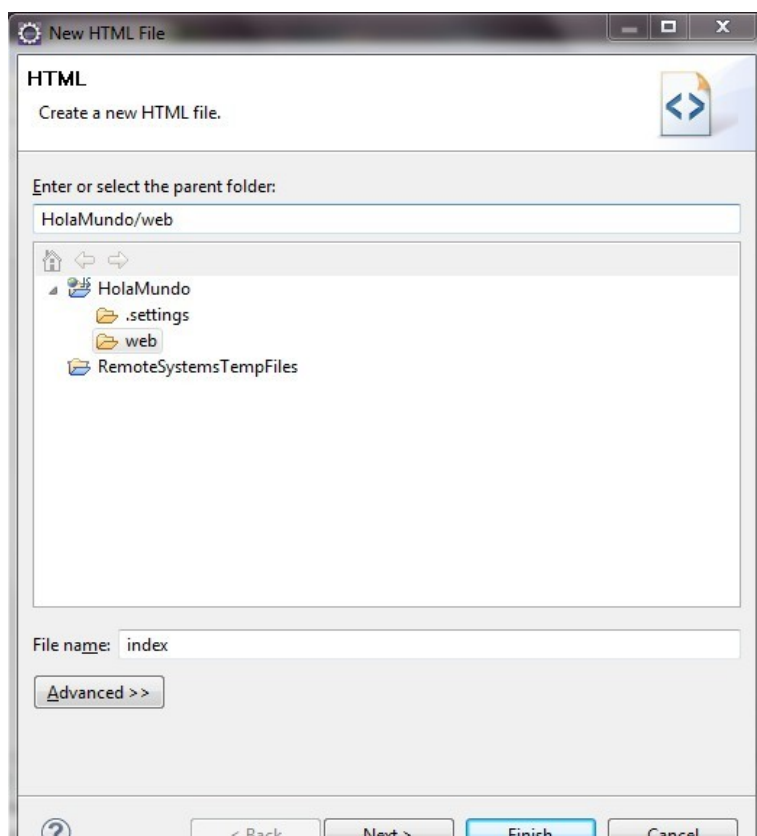 New HTML File
HTML
Create a new HTML file.
Enter or select the parent folder:
HolaMundo/web
HolaMundo
.settings
web
RemoteSystemsTempFiles
File name: index
Advanced >>
< Back Next > Finish Cancel